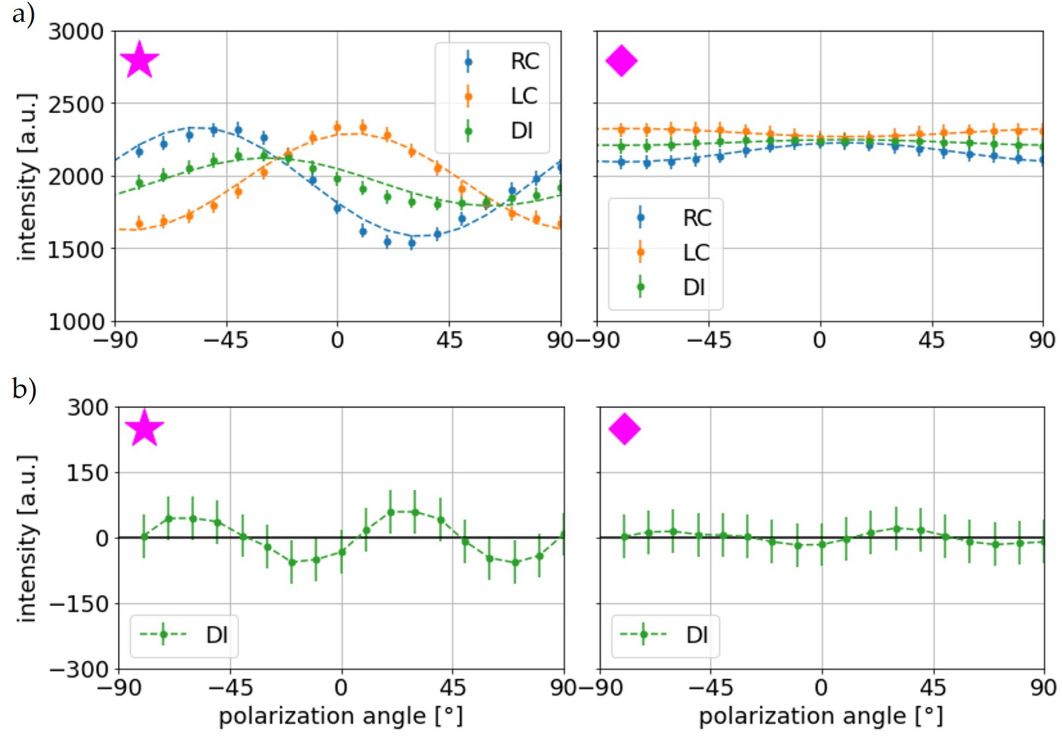 a)
3000
2500
2000
1500
1000
intensity [a.u.]
RC
LC
DI
−90
−45
0
45
90
RC
LC
DI
−90
−45
0
45
90
b)
300
150
0
−150
−300
intensity [a.u.]
DI
−90
−45
0
45
90
polarization angle [°]
DI
−90
−45
0
45
90
polarization angle [°]